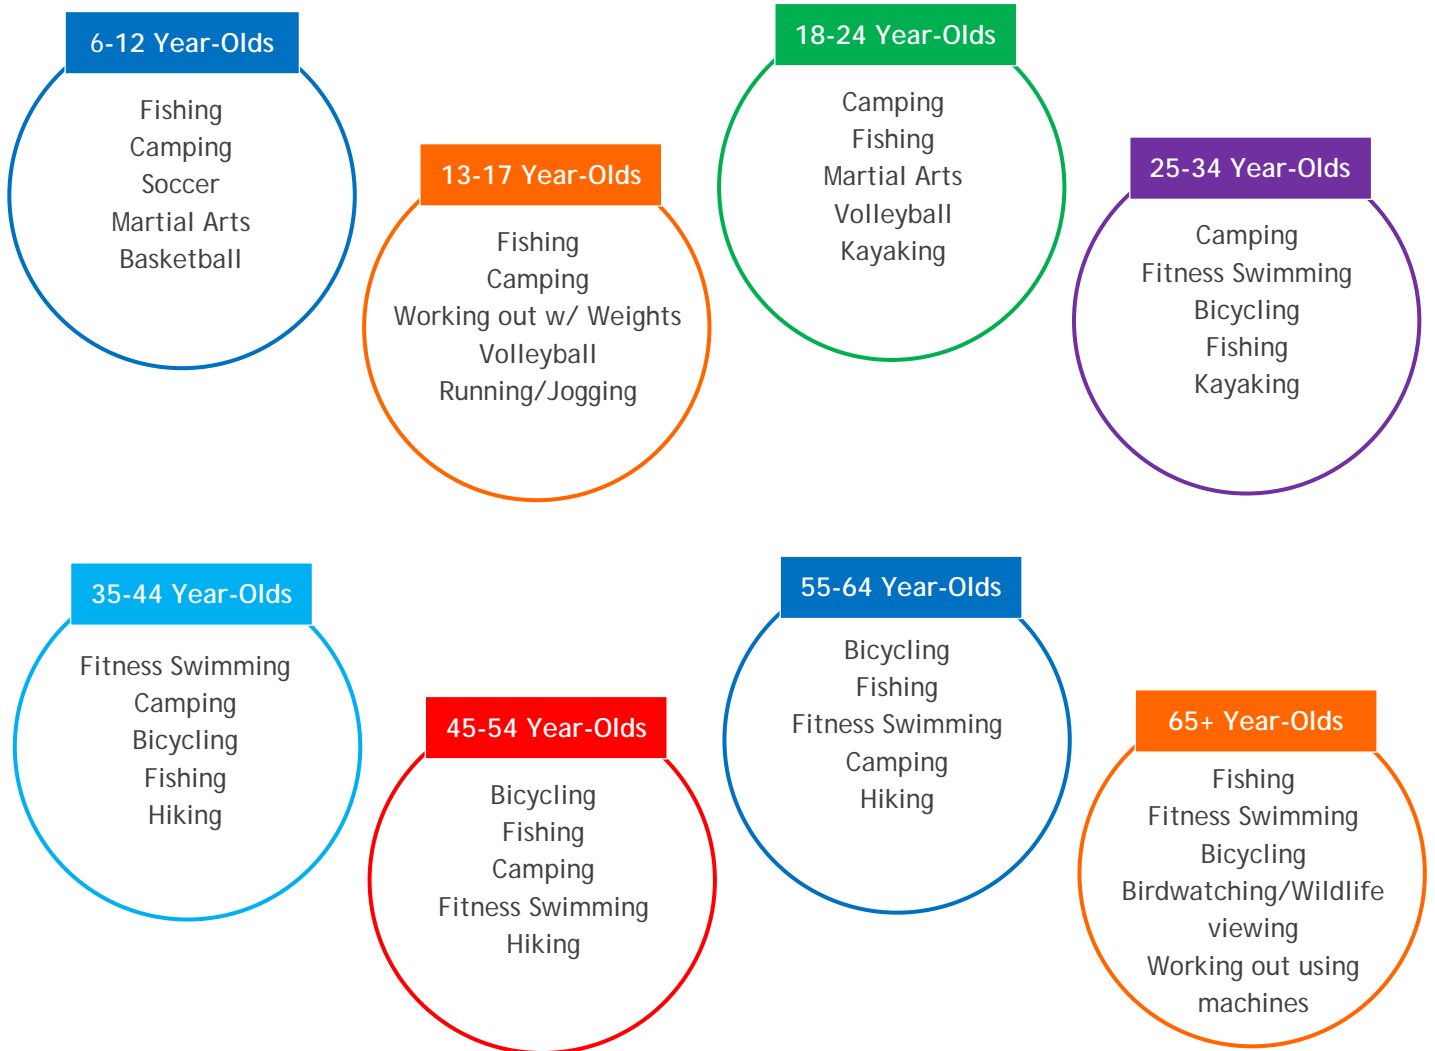 6-12 Year-Olds
Fishing
Camping
Soccer
Martial Arts
Basketball
13-17 Year-Olds
Fishing
Camping
Working out w/ Weights
Volleyball
Running/Jogging
18-24 Year-Olds
Camping
Fishing
Martial Arts
Volleyball
Kayaking
25-34 Year-Olds
Camping
Fitness Swimming
Bicycling
Fishing
Kayaking
35-44 Year-Olds
Fitness Swimming
Camping
Bicycling
Fishing
Hiking
45-54 Year-Olds
Bicycling
Fishing
Camping
Fitness Swimming
Hiking
55-64 Year-Olds
Bicycling
Fishing
Fitness Swimming
Camping
Hiking
65+ Year-Olds
Fishing
Fitness Swimming
Bicycling
Birdwatching/Wildlife
viewing
Working out using
machines